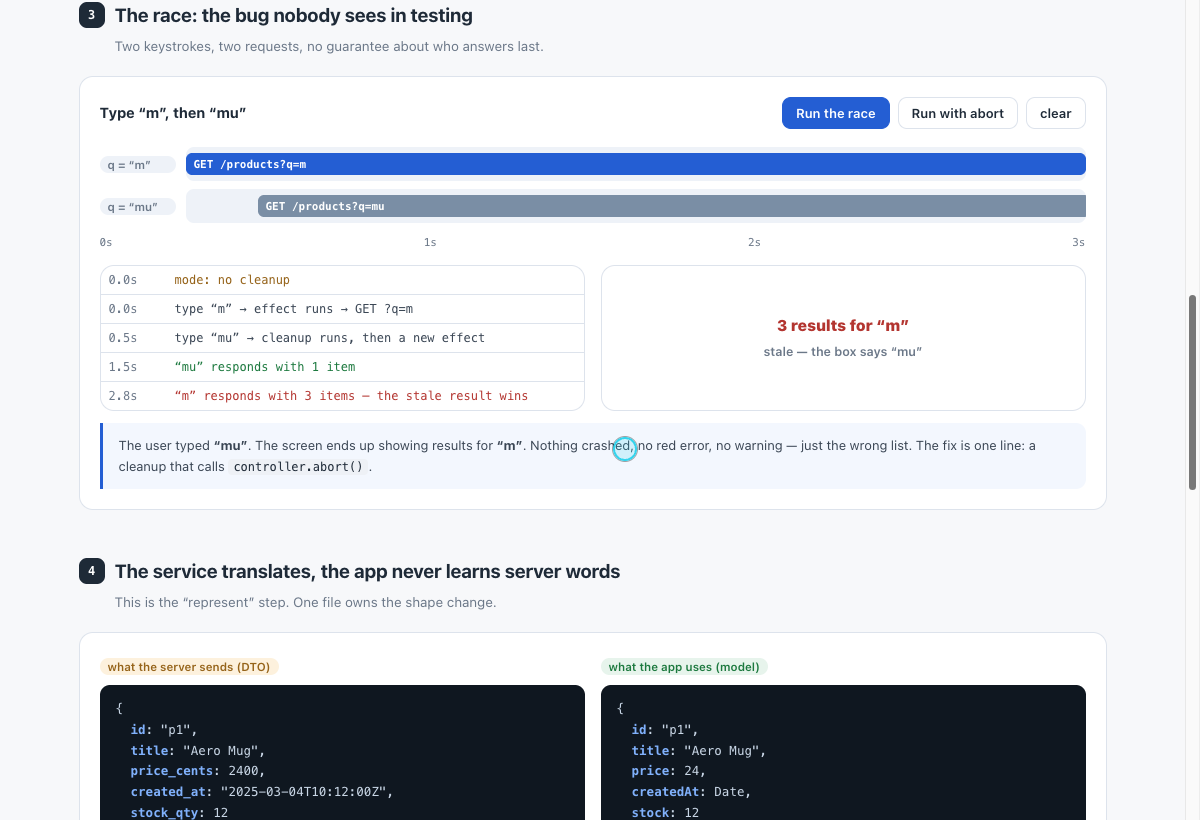 3 The race: the bug nobody sees in testing
Two keystrokes, two requests, no guarantee about who answers last.
Type “m”, then “mu” Run the race Run with abort clear
q = “m” GET /products?q=m
q = “mu” GET /products?q=mu
0s 1s 2s 3s
0.0s mode: no cleanup
0.0s type “m” → effect runs → GET ?q=m
0.5s type “mu” → cleanup runs, then a new effect
1.5s “mu” responds with 1 item
2.8s “m” responds with 3 items — the stale result wins
3 results for “m”
stale — the box says “mu”
The user typed “mu”. The screen ends up showing results for “m”. Nothing crashed, no red error, no warning — just the wrong list. The fix is one line: a
cleanup that calls controller.abort() .
4 The service translates, the app never learns server words
This is the “represent” step. One file owns the shape change.
what the server sends (DTO)
{
id: "p1",
title: "Aero Mug",
price_cents: 2400,
created_at: "2025-03-04T10:12:00Z",
stock_qty: 12
what the app uses (model)
{
id: "p1",
title: "Aero Mug",
price: 24,
createdAt: Date,
stock: 12